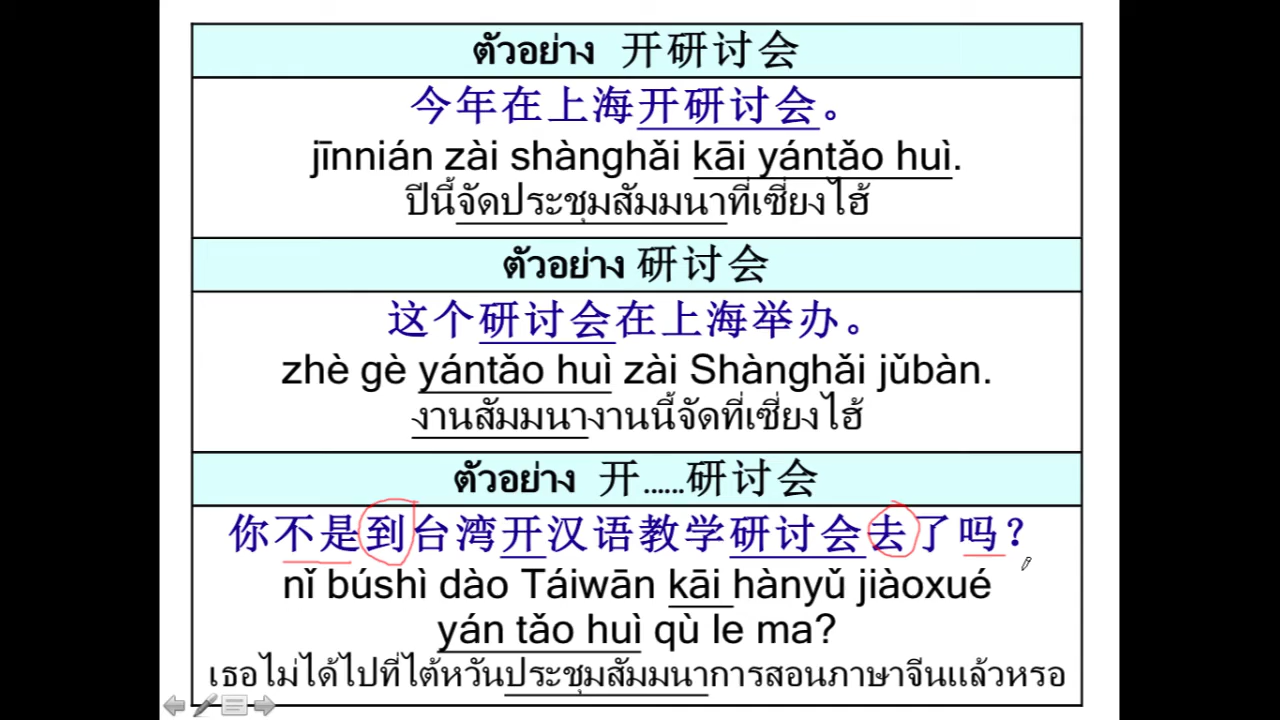 ตัวอย่าง 开研讨会
今年在上海开研讨会。
jīnnián zài shànghǎi kāi yántǎo huì.
ปีนี้จัดประชุมสัมมนาที่เซี่ยงไฮ้
ตัวอย่าง 研讨会
这个研讨会在上海举办。
zhè gè yántǎo huì zài Shànghǎi jǔbàn.
งานสัมมนางานนี้จัดที่เซี่ยงไฮ้
ตัวอย่าง 开……研讨会
你不是到台湾开汉语教学研讨会去了吗？
nǐ búshì dào Táiwān kāi hànyǔ jiàoxué
yán tǎo huì qù le ma?
เธอไม่ได้ไปที่ไต้หวันประชุมสัมมนาการสอนภาษาจีนแล้วหรอ